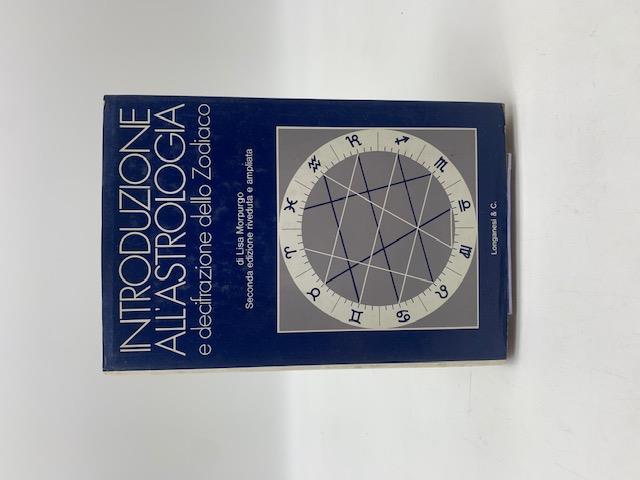 INTRODUZIONE
ALL'ASTROLOGIA
e decifrazione dello Zodiaco
di Lisa Morpurgo
Seconda edizione riveduta e ampliata
Longanesi & C.